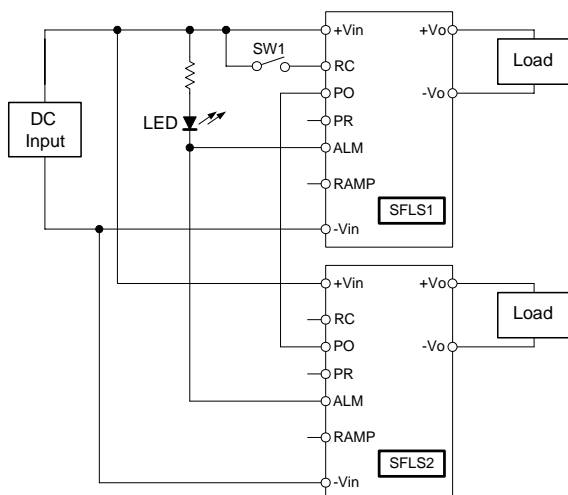 +Vin
+Vo
SW1
Load
RC
PO
-Vo
DC
Input
LED
PR
ALM
RAMP
SFLS1
-Vin
+Vin
+Vo
RC
Load
PO
-Vo
PR
ALM
RAMP
SFLS2
-Vin